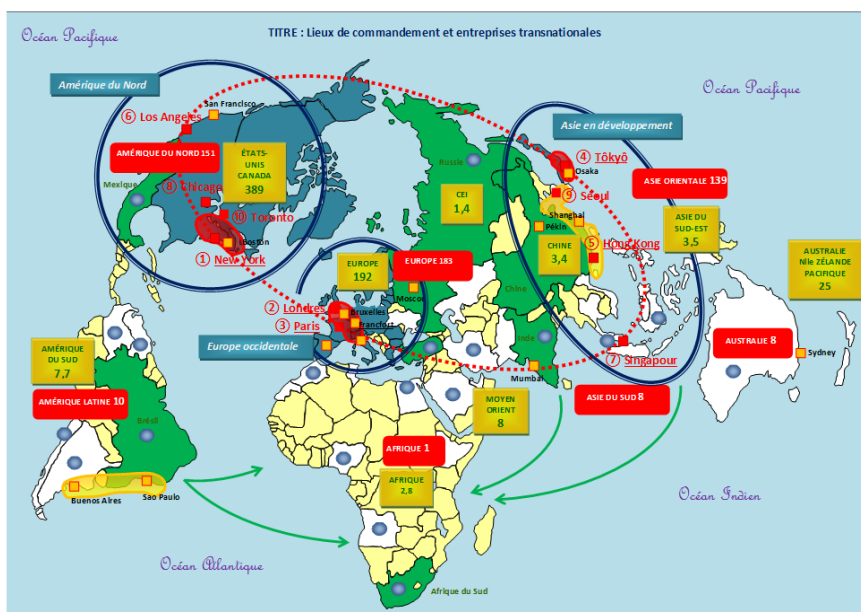 TITRE : Lieux de commandement et entreprises transnationales
Océan Pacifique
Océan Pacifique
Amérique du Nord
San Francisco
⑥ Los Angeles
AMÉRIQUE DU NORD 151
ÉTATS-
UNIS
CANADA
389
Mexique
⑧ Chicago
⑩ Toronto
Boston
① New York
Russie
CEI
1,4
Asie en développement
④ Tôkyô
Osaka
ASIE ORIENTALE 139
⑨ Séoul
Shanghai
Pékin
⑤ Hong Kong
CHINE
3,4
ASIE DU
SUD-EST
3,5
AUSTRALIE
Nlle ZÉLANDE
PACIFIQUE
25
EUROPE
192
EUROPE 183
Moscou
Chine
② Londres
Bruxelles
③ Paris
Francfort
Europe occidentale
Inde
Mumbai
⑦ Singapour
AUSTRALIE 8
Sydney
AMÉRIQUE
DU SUD
7,7
AMÉRIQUE LATINE 10
Brésil
MOYEN
ORIENT
8
ASIE DU SUD 8
AFRIQUE 1
AFRIQUE
2,8
Buenos Aires
Sao Paulo
Océan Indien
Océan Atlantique
Afrique du Sud